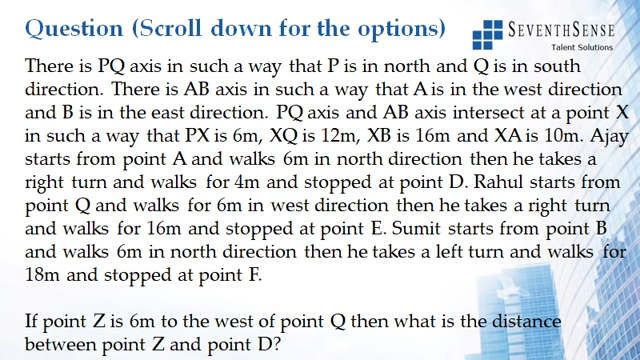 Question (Scroll down for the options)
SEVENTHSENSE
Talent Solutions
There is PQ axis in such a way that P is in north and Q is in south
direction. There is AB axis in such a way that A is in the west direction
and B is in the east direction. PQ axis and AB axis intersect at a point X
in such a way that PX is 6m, XQ is 12m, XB is 16m and XA is 10m. Ajay
starts from point A and walks 6m in north direction then he takes a
right turn and walks for 4m and stopped at point D. Rahul starts from
point Q and walks for 6m in west direction then he takes a right turn
and walks for 16m and stopped at point E. Sumit starts from point B
and walks 6m in north direction then he takes a left turn and walks for
18m and stopped at point F.
If point Z is 6m to the west of point Q then what is the distance
between point Z and point D?